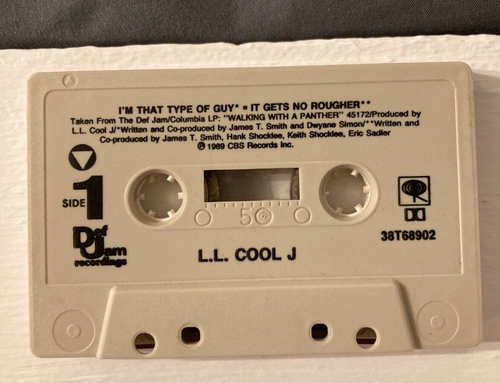 I'M THAT TYPE OF GUY* • IT GETS NO ROUGHER**
Taken From The Def Jam/Columbia LP: "WALKING WITH A PANTHER" 45172/Produced by
L.L. Cool J/*Written and Co-produced by James T. Smith and Dwyane Simon/**Written and
Co-produced by James T. Smith, Hank Shocklee, Keith Shocklee, Eric Sadler
℗ 1989 CBS Records Inc.
SIDE 1
50
Def
Jam
recordings
38T68902
L.L. COOL J